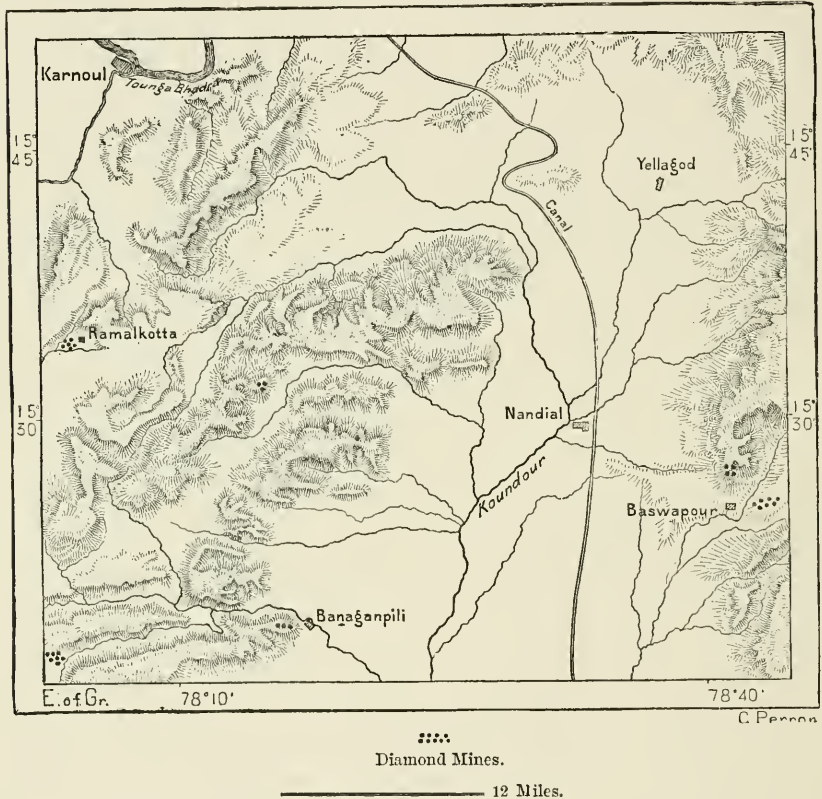 Karnoul
Tounga Bhadra
15° 45'
15° 45'
Yellagod
Canal
Ramalkotta
15° 30'
Nandial
15° 30'
Koundour
Baswapour
Banaganpili
E. of. Gr.
78°10'
78°40'
C. Perron
Diamond Mines.
12 Miles.